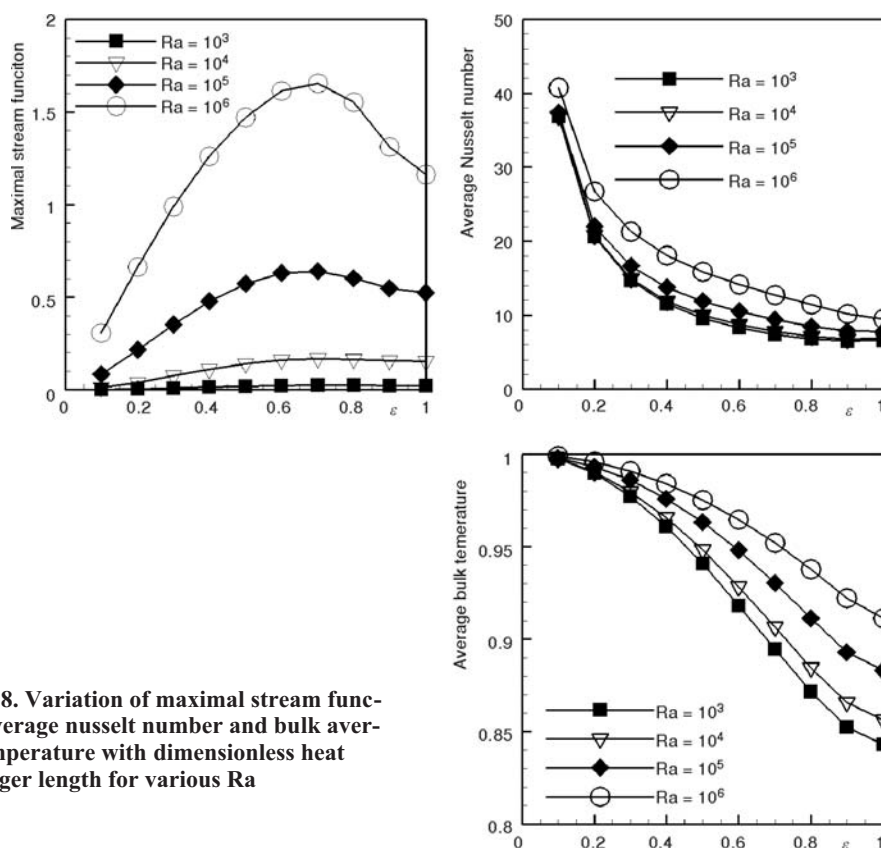 2
1.5
1
0.5
0
0 0.2 0.4 0.6 0.8 ε 1
Maximal stream funciton
Ra = 10³
Ra = 10⁴
Ra = 10⁵
Ra = 10⁶
50
40
30
20
10
0
0.2 0.4 0.6 0.8 ε 1
Average Nusselt number
Ra = 10³
Ra = 10⁴
Ra = 10⁵
Ra = 10⁶
1
0.95
0.9
0.85
0.8
0.2 0.4 0.6 0.8 ε 1
Average bulk temerature
Ra = 10³
Ra = 10⁴
Ra = 10⁵
Ra = 10⁶
8. Variation of maximal stream func-
verage nusselt number and bulk aver-
mperature with dimensionless heat
ger length for various Ra